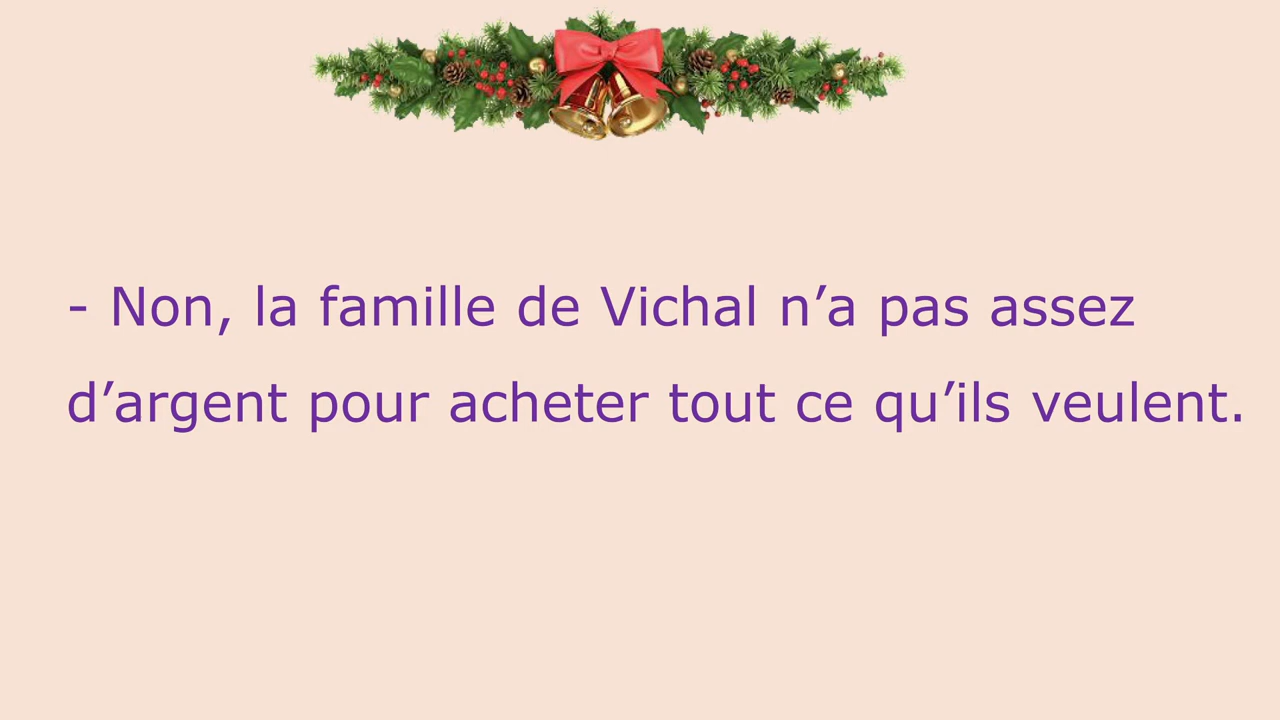 - Non, la famille de Vichal n’a pas assez
d’argent pour acheter tout ce qu’ils veulent.